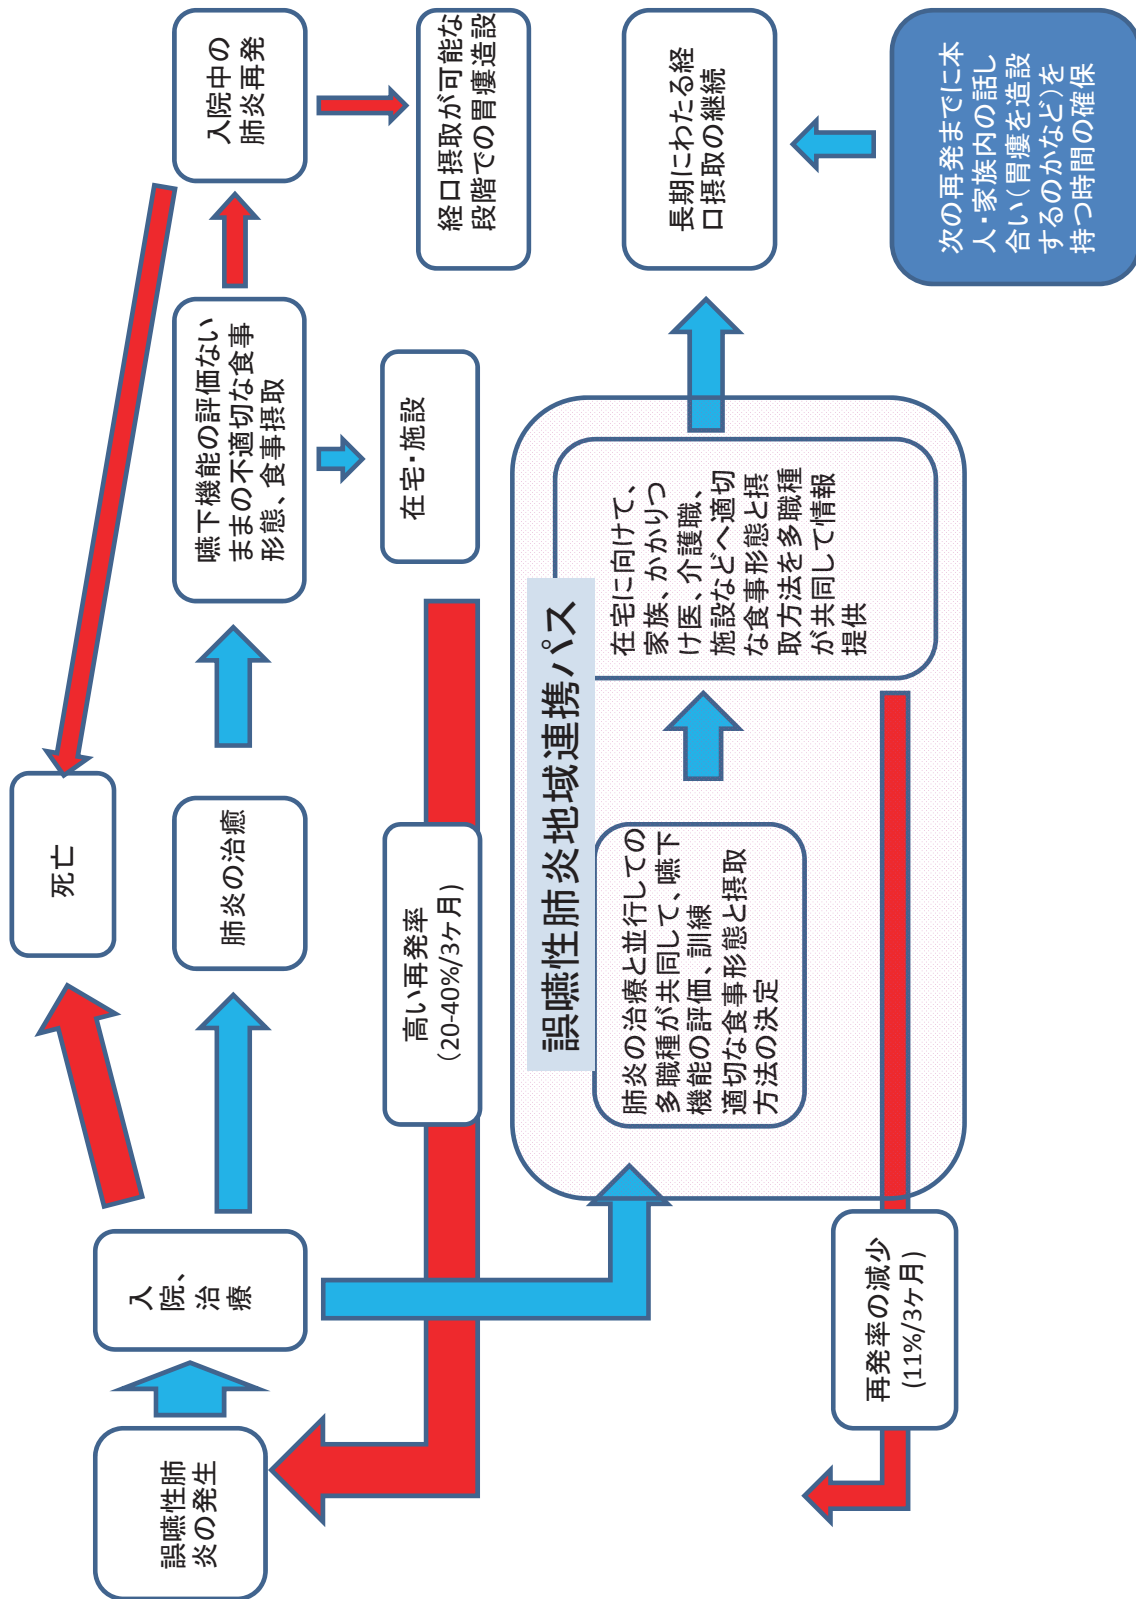 誤嚥性肺
炎の発生
入院、
治療
死亡
肺炎の治癒
嚥下機能の評価ない
ままの不適切な食事
形態、食事摂取
入院中の
肺炎再発
経口摂取が可能な
段階での胃瘻造設
在宅・施設
高い再発率
（20-40%/3ヶ月)
誤嚥性肺炎地域連携パス
肺炎の治療と並行しての
多職種が共同して、嚥下
機能の評価、訓練
適切な食事形態と摂取
方法の決定
在宅に向けて、
家族、かかりつ
け医、介護職、
施設などへ適切
な食事形態と摂
取方法を多職種
が共同して情報
提供
長期にわたる経
口摂取の継続
再発率の減少
(11%/3ヶ月)
次の再発までに本
人・家族内の話し
合い（胃瘻を造設
するのかなど）を
持つ時間の確保